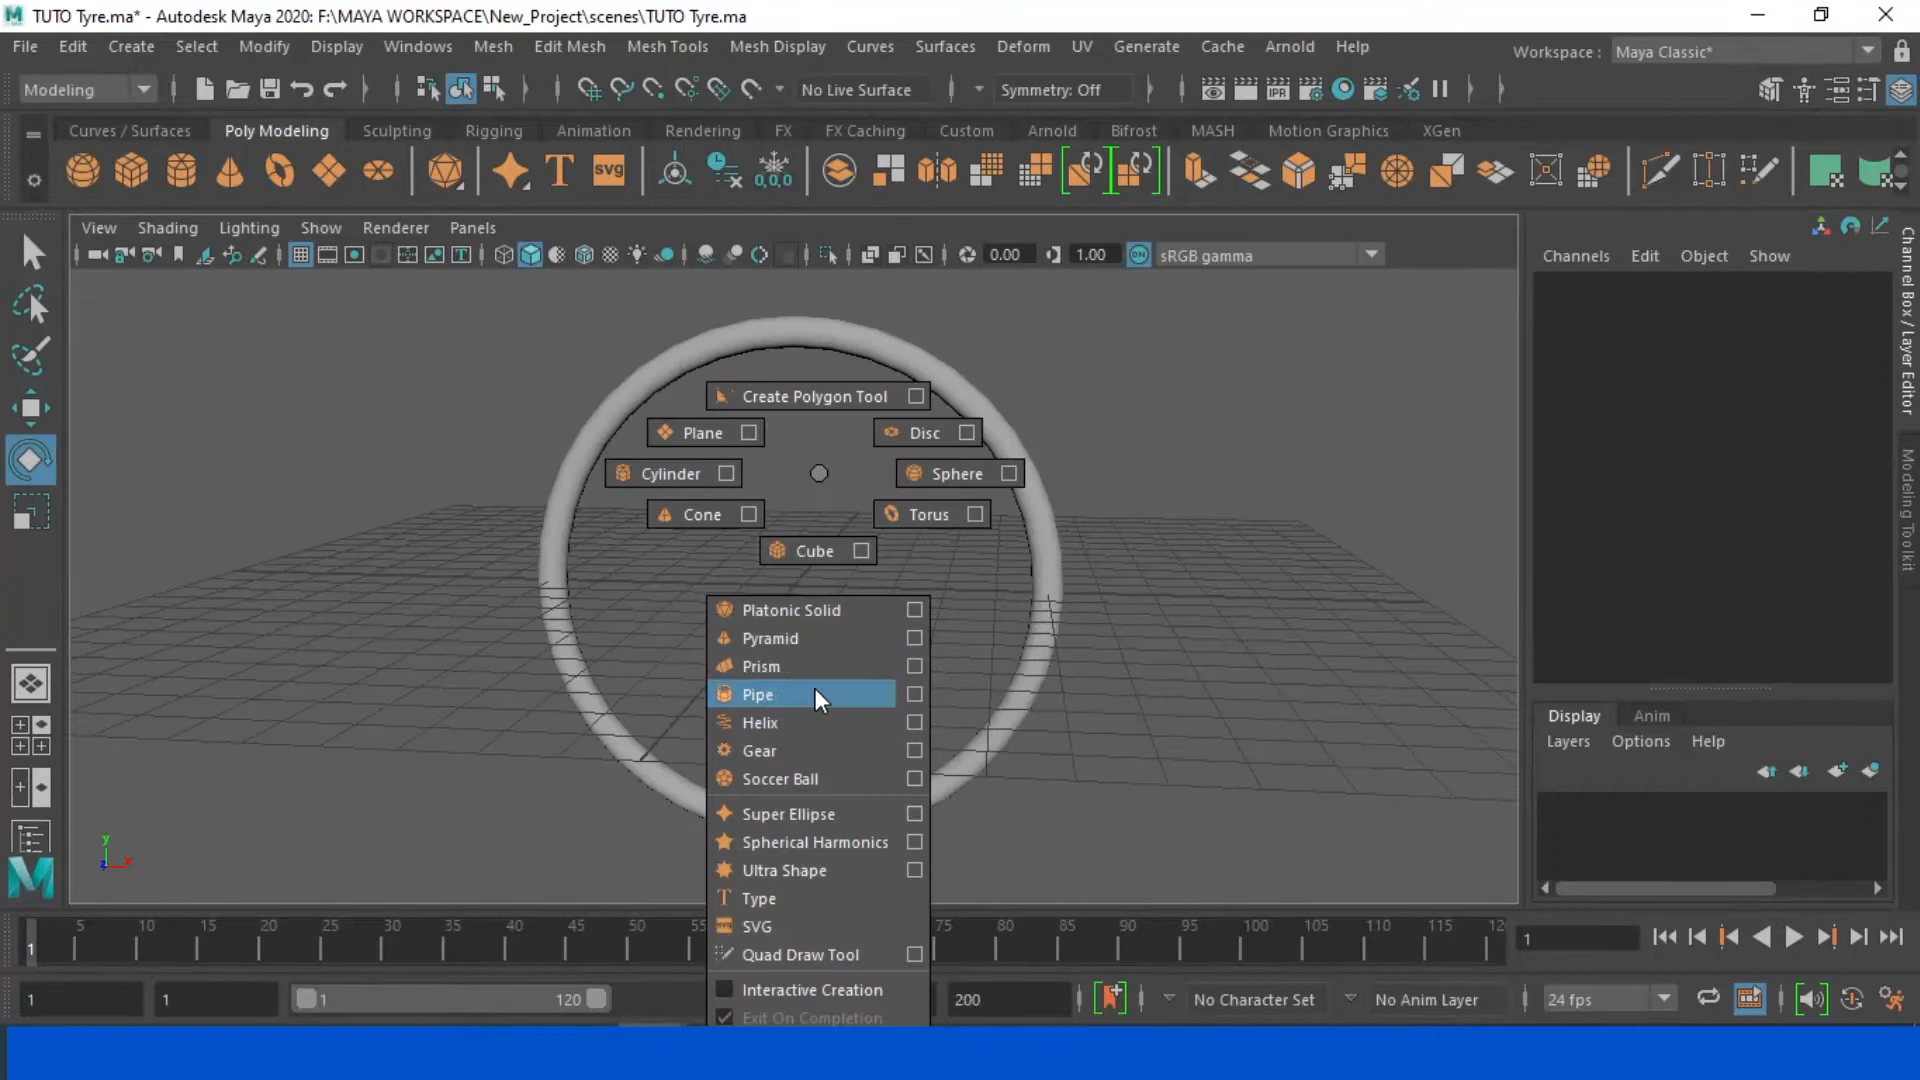 TUTO Tyre.ma* - Autodesk Maya 2020: F:\MAYA WORKSPACE\New_Project\scenes\TUTO Tyre.ma
File Edit Create Select Modify Display Windows Mesh Edit Mesh Mesh Tools Mesh Display Curves Surfaces Deform UV Generate Cache Arnold Help Workspace : Maya Classic*
Modeling No Live Surface Symmetry: Off
IPR
Curves / Surfaces Poly Modeling Sculpting Rigging Animation Rendering FX FX Caching Custom Arnold Bifrost MASH Motion Graphics XGen
T SVG 0,0,0
View Shading Lighting Show Renderer Panels
0.00 1.00 ON sRGB gamma
Channels Edit Object Show
Channel Box / Layer Editor
Modeling Toolkit
Create Polygon Tool
Plane Disc
Cylinder Sphere
Cone Torus
Cube
Platonic Solid
Pyramid
Prism
Pipe
Helix
Gear
Soccer Ball
Super Ellipse
Spherical Harmonics
Ultra Shape
Type
SVG
Quad Draw Tool
Interactive Creation
Exit On Completion
Display Anim
Layers Options Help
y
z x
M
5 10 15 20 25 30 35 40 45 50 55 75 80 85 90 95 100 105 110 115 12
1 1
1 1 1 120 200 No Character Set No Anim Layer 24 fps